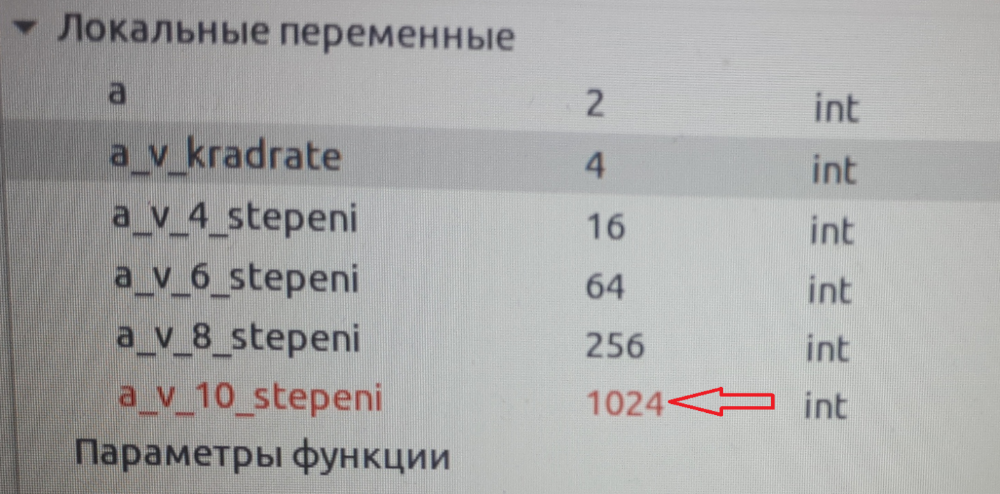 Локальные переменные
a 2 int
a_v_kradrate 4 int
a_v_4_stepeni 16 int
a_v_6_stepeni 64 int
a_v_8_stepeni 256 int
a_v_10_stepeni 1024 int
Параметры функции